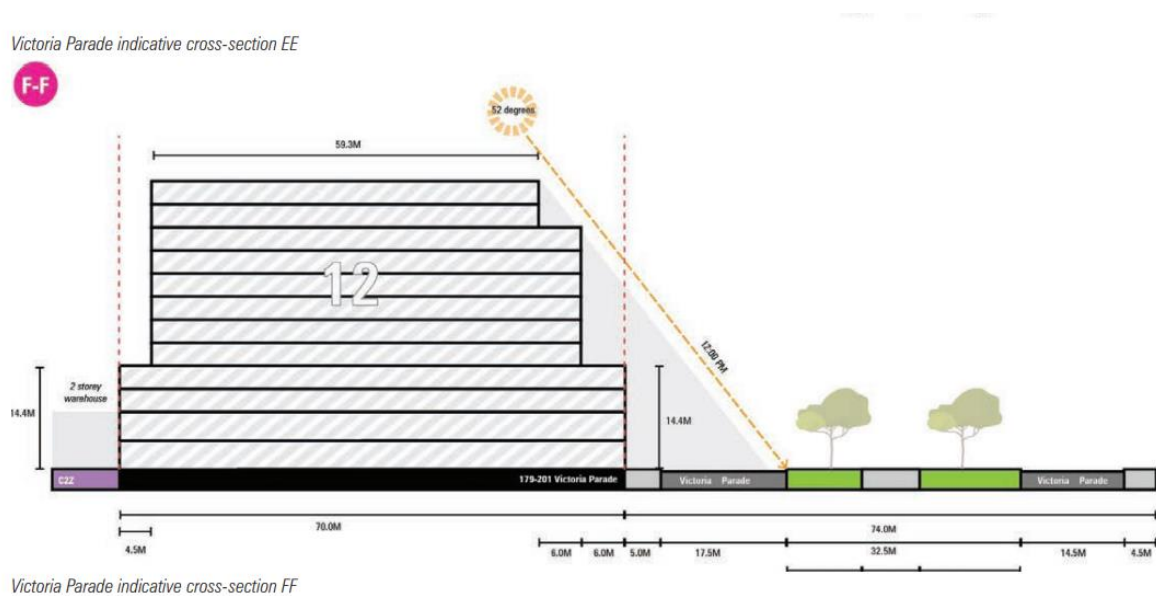 Victoria Parade indicative cross-section EE
F-F
52 degrees
59.3M
12
12:00 PM
2 storey
warehouse
14.4M
14.4M
C22
179-201 Victoria Parade
Victoria Parade
Victoria Parade
70.0M
74.0M
4.5M
6.0M
6.0M
5.0M
17.5M
32.5M
14.5M
4.5M
Victoria Parade indicative cross-section FF